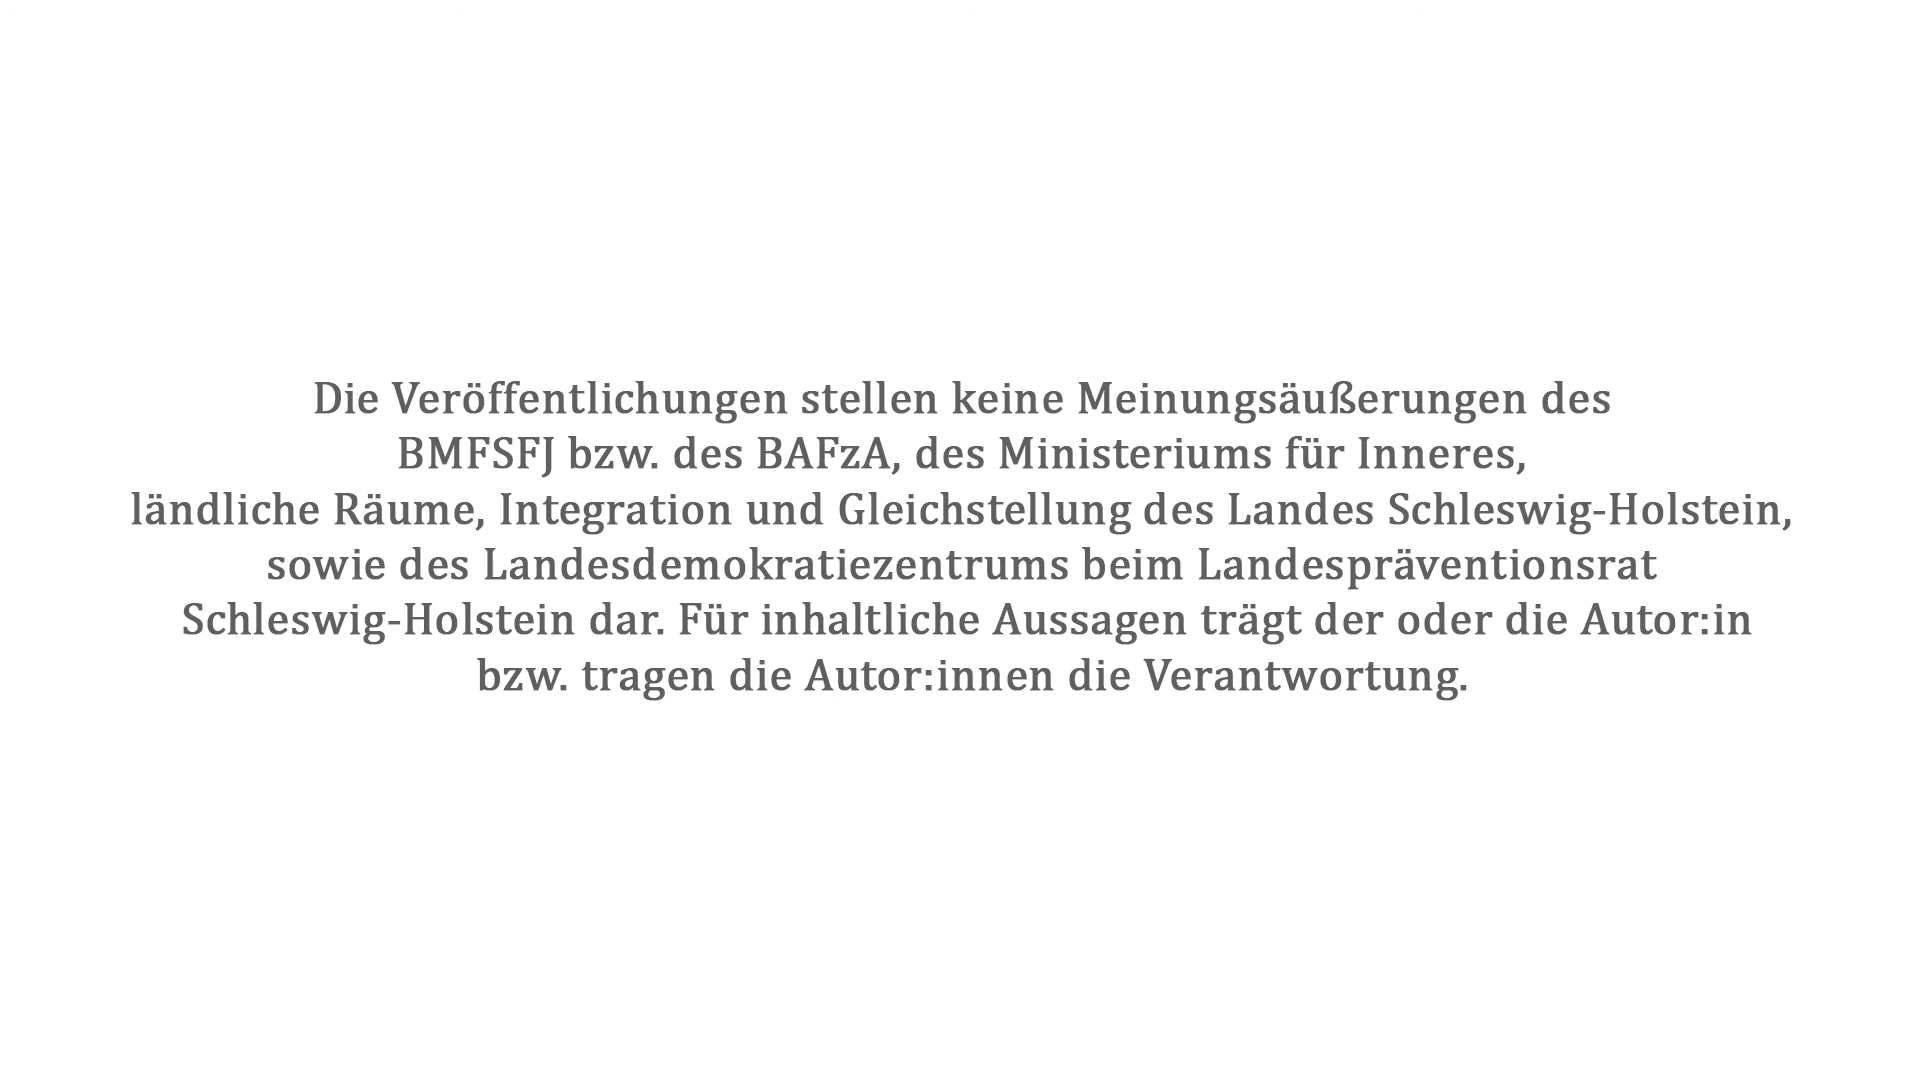 Die Veröffentlichungen stellen keine Meinungsäußerungen des
BMFSFJ bzw. des BAFzA, des Ministeriums für Inneres,
ländliche Räume, Integration und Gleichstellung des Landes Schleswig-Holstein,
sowie des Landesdemokratiezentrums beim Landespräventionsrat
Schleswig-Holstein dar. Für inhaltliche Aussagen trägt der oder die Autor:in
bzw. tragen die Autor:innen die Verantwortung.